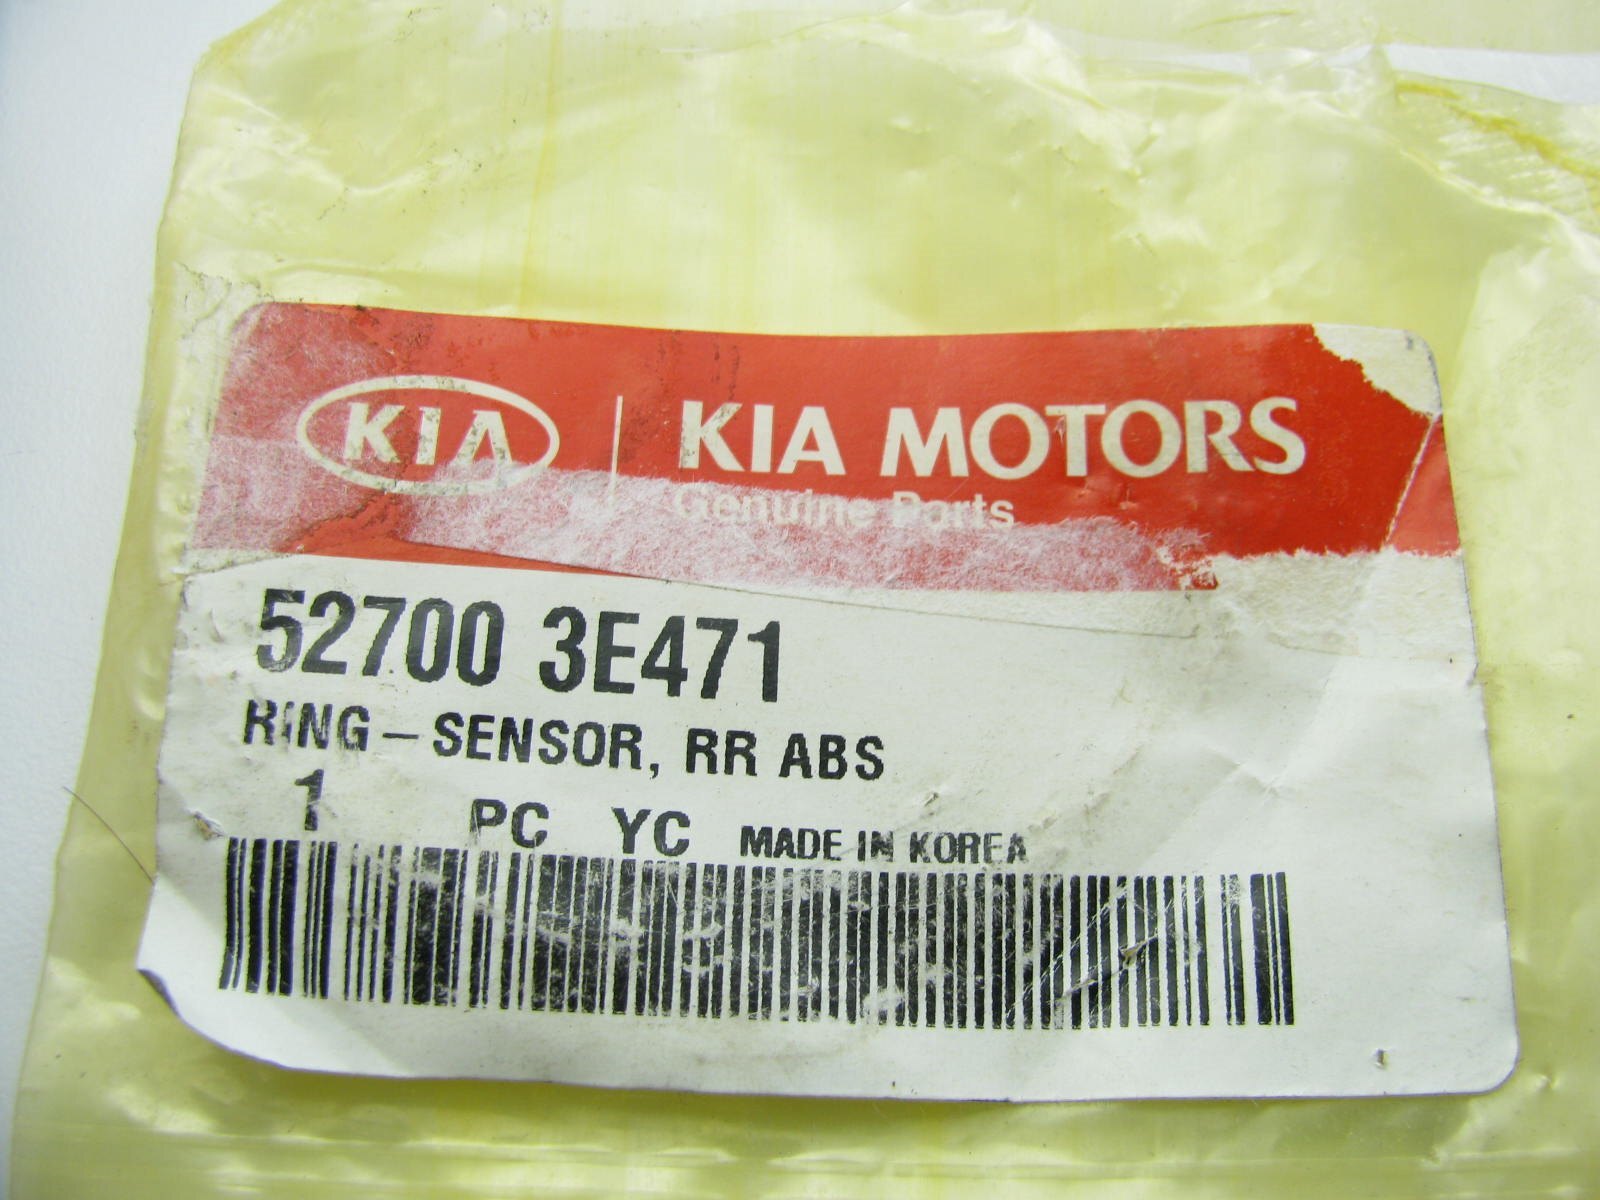 KIA
KIA MOTORS
Genuine Parts
52700 3E471
RING-SENSOR, RR ABS
1 PC YC MADE IN KOREA